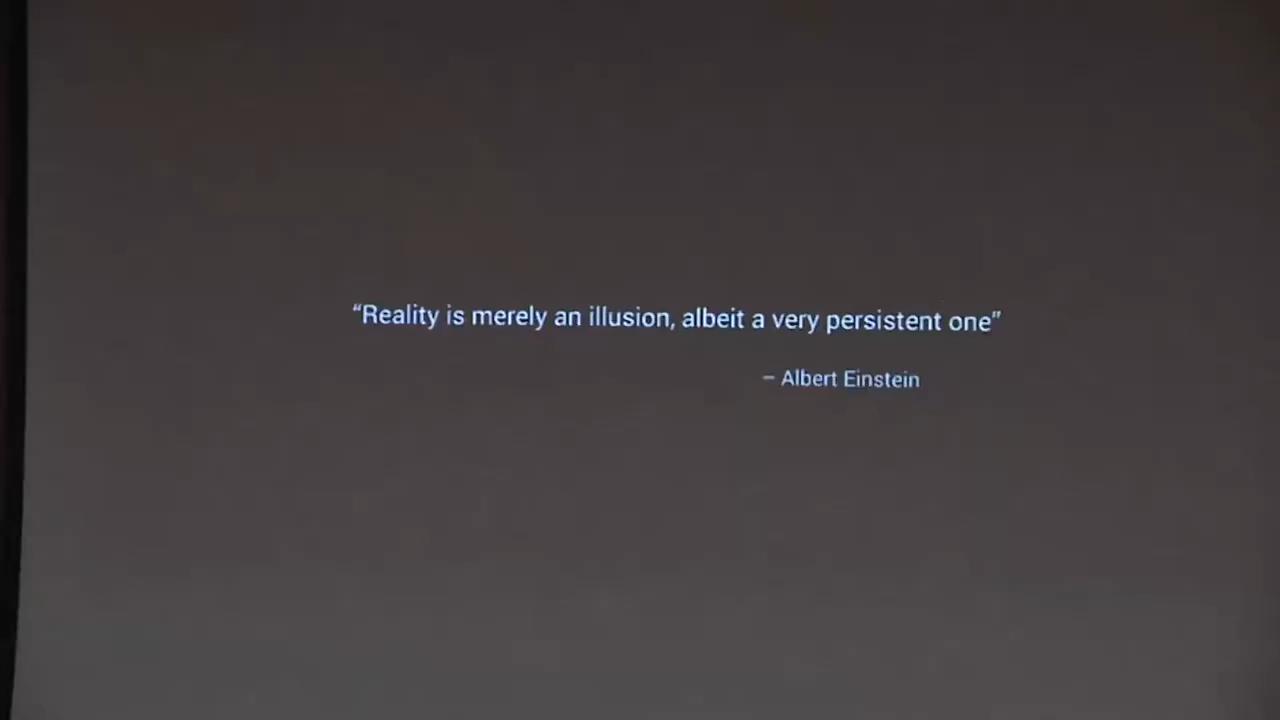 “Reality is merely an illusion, albeit a very persistent one”
– Albert Einstein